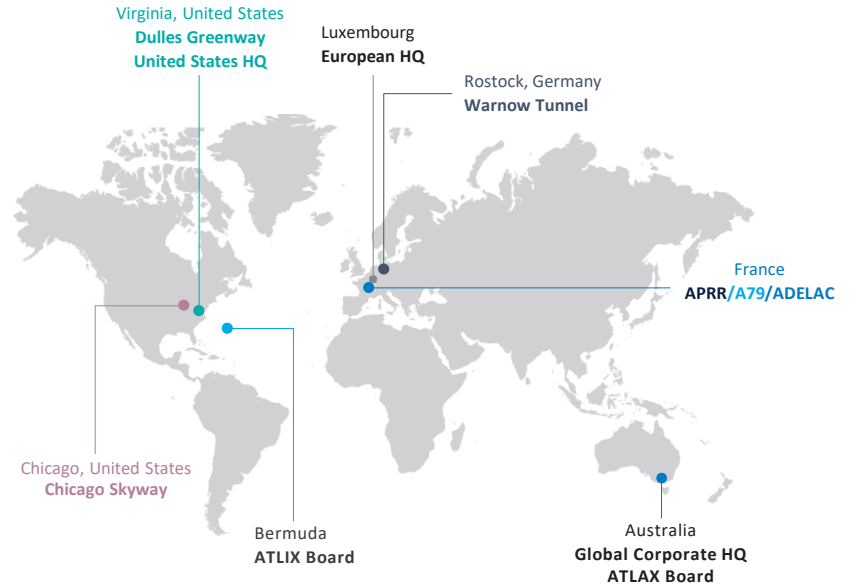 Virginia, United States
Dulles Greenway
United States HQ
Luxembourg
European HQ
Rostock, Germany
Warnow Tunnel
France
APRR/A79/ADELAC
Chicago, United States
Chicago Skyway
Bermuda
ATLIX Board
Australia
Global Corporate HQ
ATLAX Board